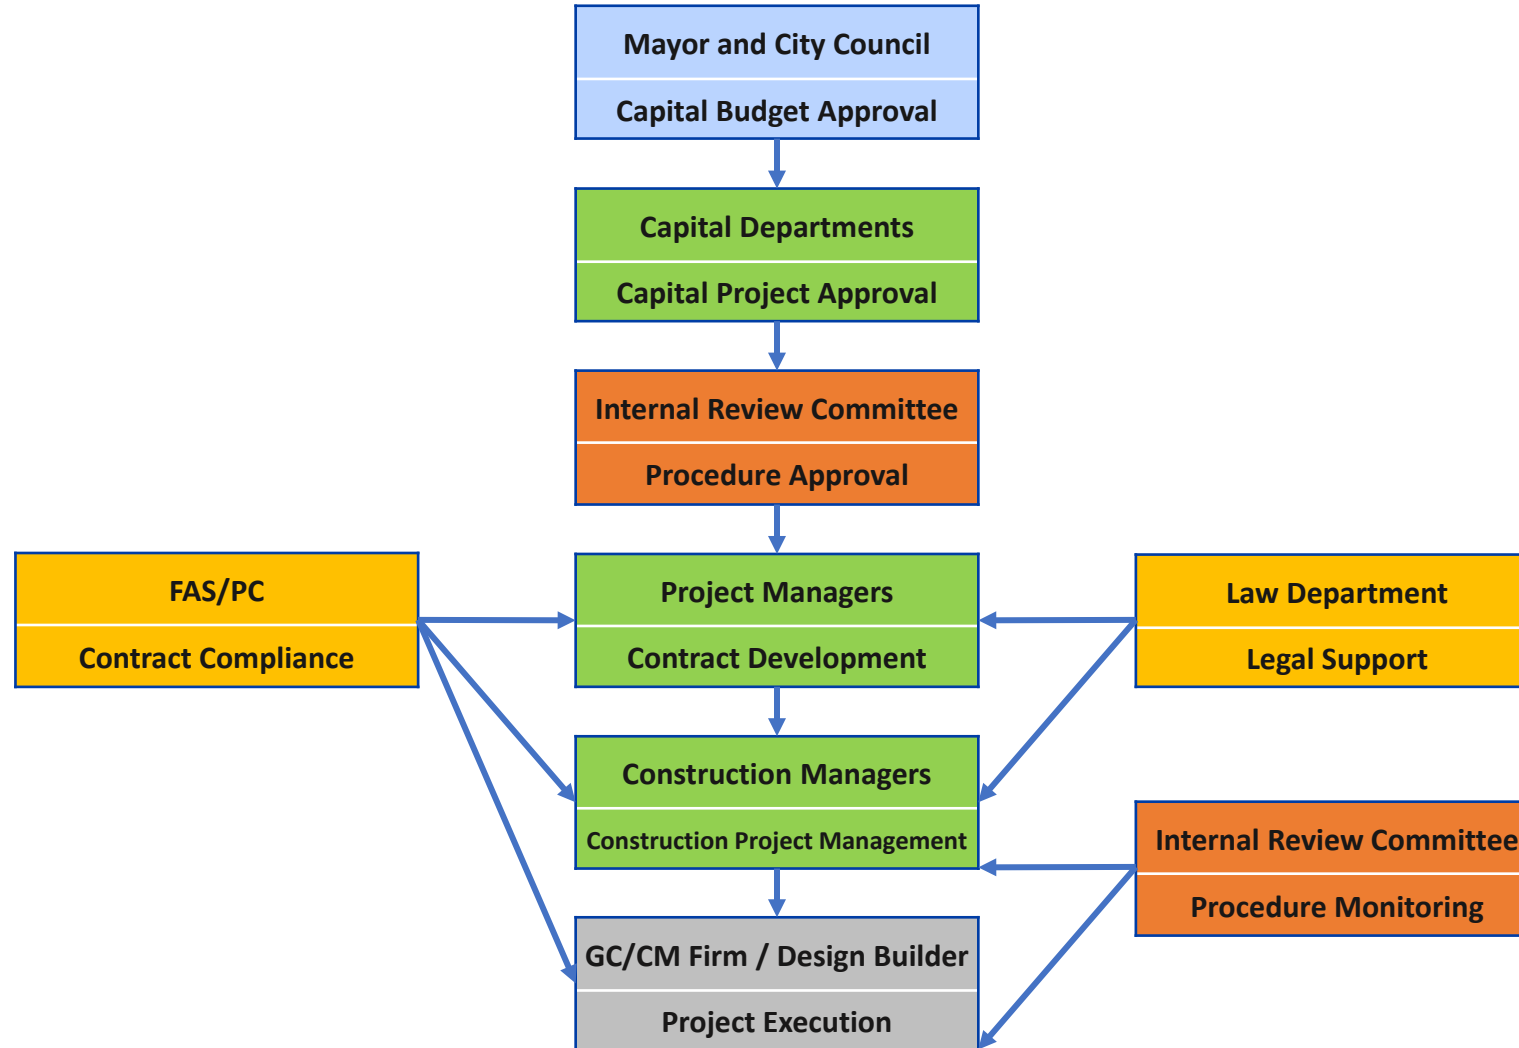 Mayor and City Council
Capital Budget Approval
Capital Departments
Capital Project Approval
Internal Review Committee
Procedure Approval
FAS/PC
Contract Compliance
Project Managers
Contract Development
Law Department
Legal Support
Construction Managers
Construction Project Management
Internal Review Committee
Procedure Monitoring
GC/CM Firm / Design Builder
Project Execution